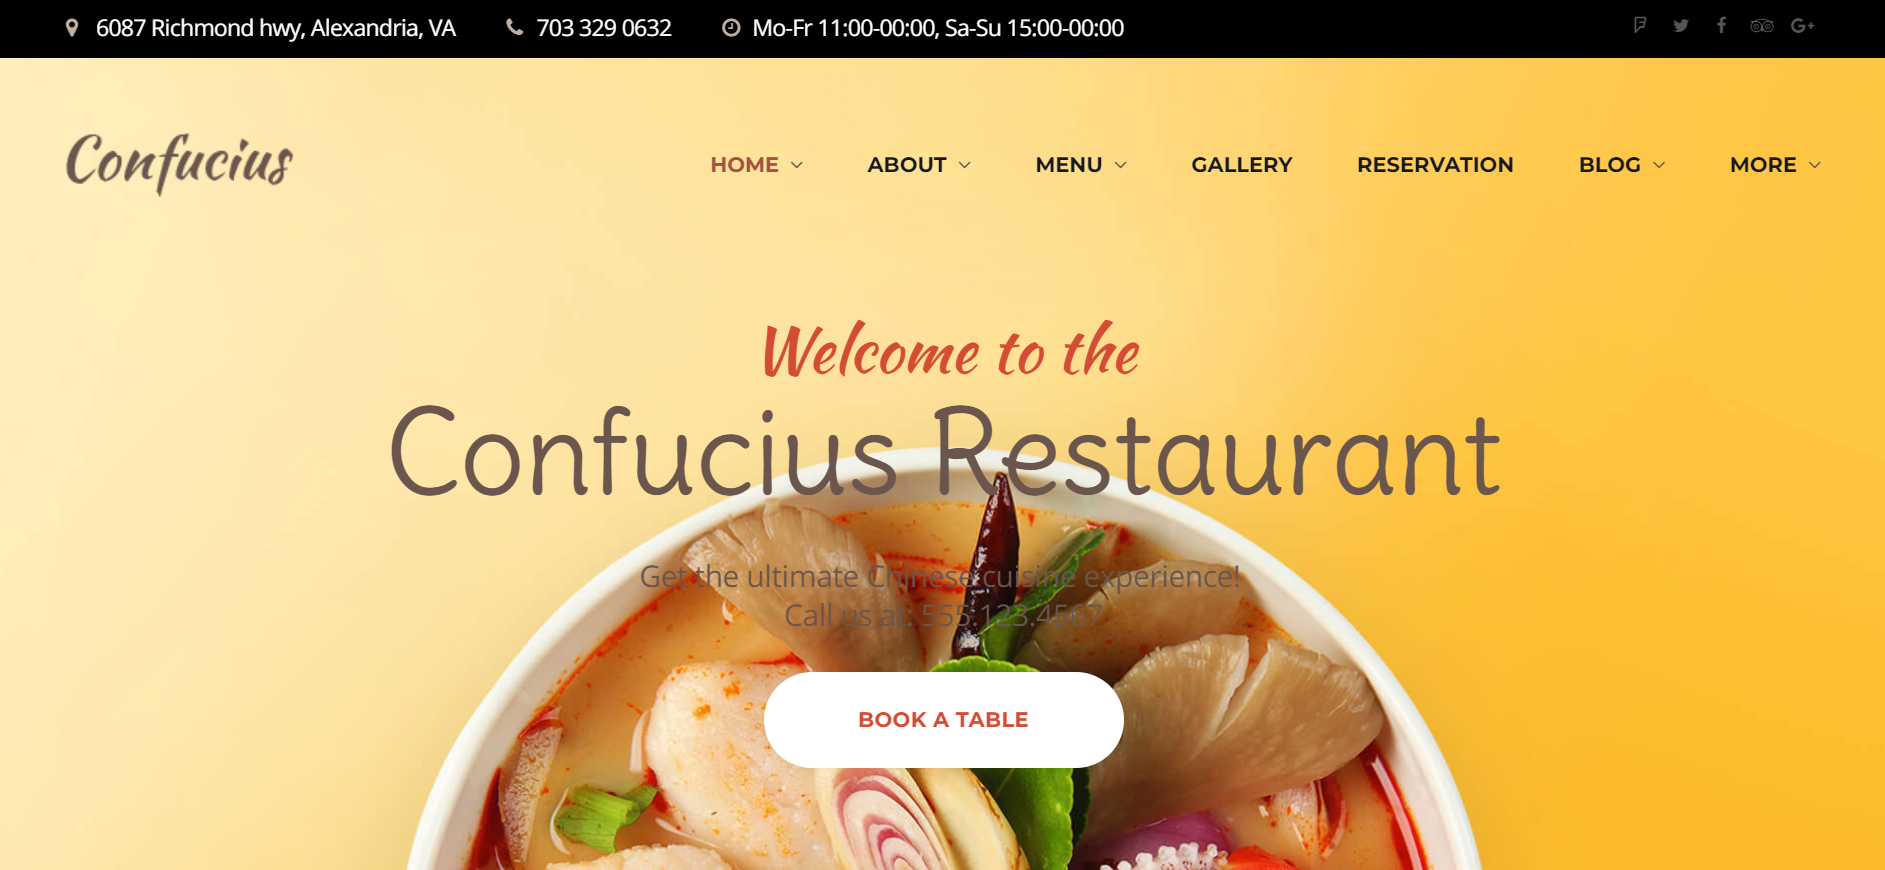 6087 Richmond hwy, Alexandria, VA
703 329 0632
Mo-Fr 11:00-00:00, Sa-Su 15:00-00:00
Confucius
HOME
ABOUT
MENU
GALLERY
RESERVATION
BLOG
MORE
Welcome to the
Confucius Restaurant
Get the ultimate Chinese cuisine experience!
Call us at: 555.123.4567
BOOK A TABLE